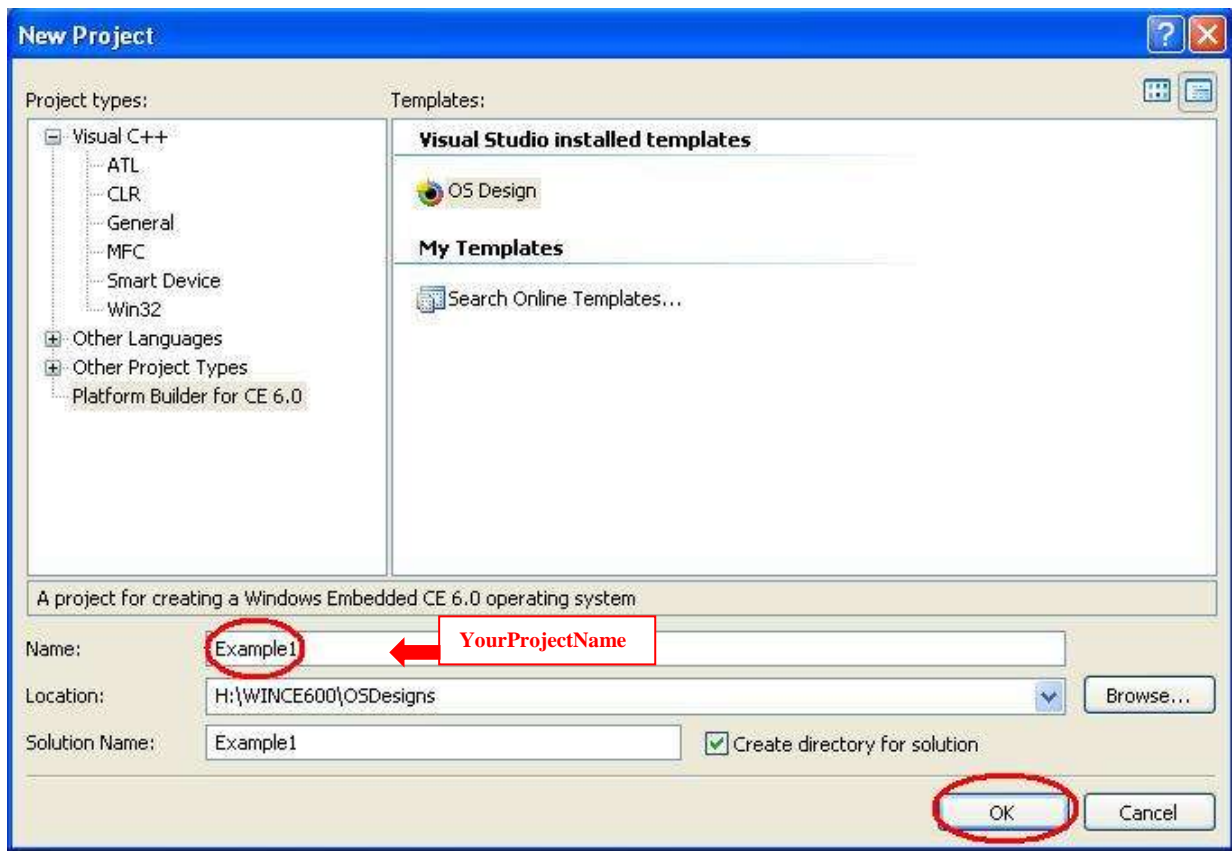 New Project
Project types:
Templates:
Visual C++
ATL
CLR
General
MFC
Smart Device
Win32
Other Languages
Other Project Types
Platform Builder for CE 6.0
Visual Studio installed templates
OS Design
My Templates
Search Online Templates...
A project for creating a Windows Embedded CE 6.0 operating system
Name:
Example1
YourProjectName
Location:
H:\WINCE600\OSDesigns
Browse...
Solution Name:
Example1
Create directory for solution
OK
Cancel